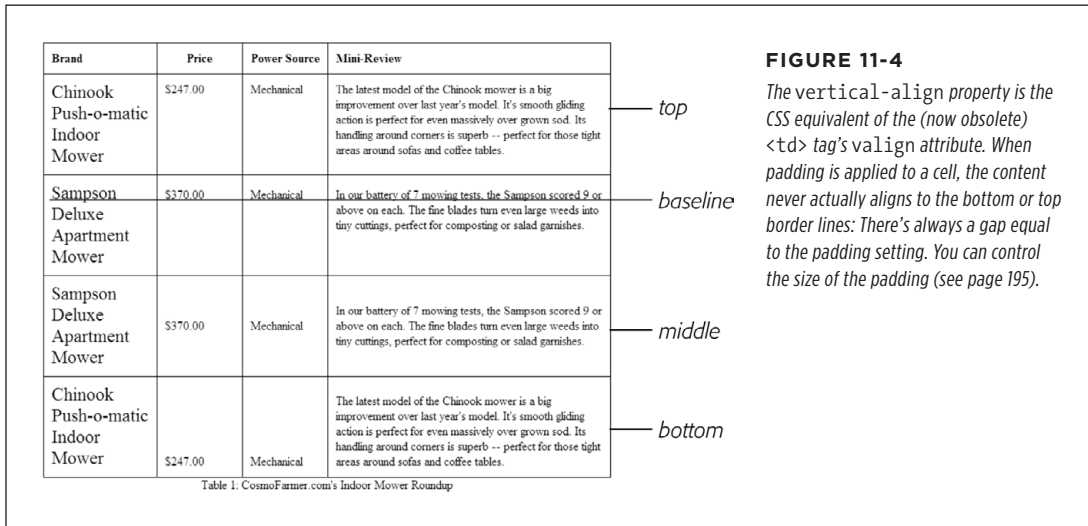 Brand Price Power Source Mini-Review
Chinook
Push-o-matic
Indoor
Mower
$247.00
Mechanical
The latest model of the Chinook mower is a big
improvement over last year's model. It's smooth gliding
action is perfect for even massively over grown sod. Its
handling around corners is superb -- perfect for those tight
areas around sofas and coffee tables.
top
Sampson
Deluxe
Apartment
Mower
$370.00
Mechanical
In our battery of 7 mowing tests, the Sampson scored 9 or
above on each. The fine blades turn even large weeds into
tiny cuttings, perfect for composting or salad garnishes.
baseline
Sampson
Deluxe
Apartment
Mower
$370.00
Mechanical
In our battery of 7 mowing tests, the Sampson scored 9 or
above on each. The fine blades turn even large weeds into
tiny cuttings, perfect for composting or salad garnishes.
middle
Chinook
Push-o-matic
Indoor
Mower
$247.00
Mechanical
The latest model of the Chinook mower is a big
improvement over last year's model. It's smooth gliding
action is perfect for even massively over grown sod. Its
handling around corners is superb -- perfect for those tight
areas around sofas and coffee tables.
bottom
Table 1: CosmoFarmer.com's Indoor Mower Roundup
FIGURE 11-4
The vertical-align property is the
CSS equivalent of the (now obsolete)
<td> tag's valign attribute. When
padding is applied to a cell, the content
never actually aligns to the bottom or top
border lines: There's always a gap equal
to the padding setting. You can control
the size of the padding (see page 195).